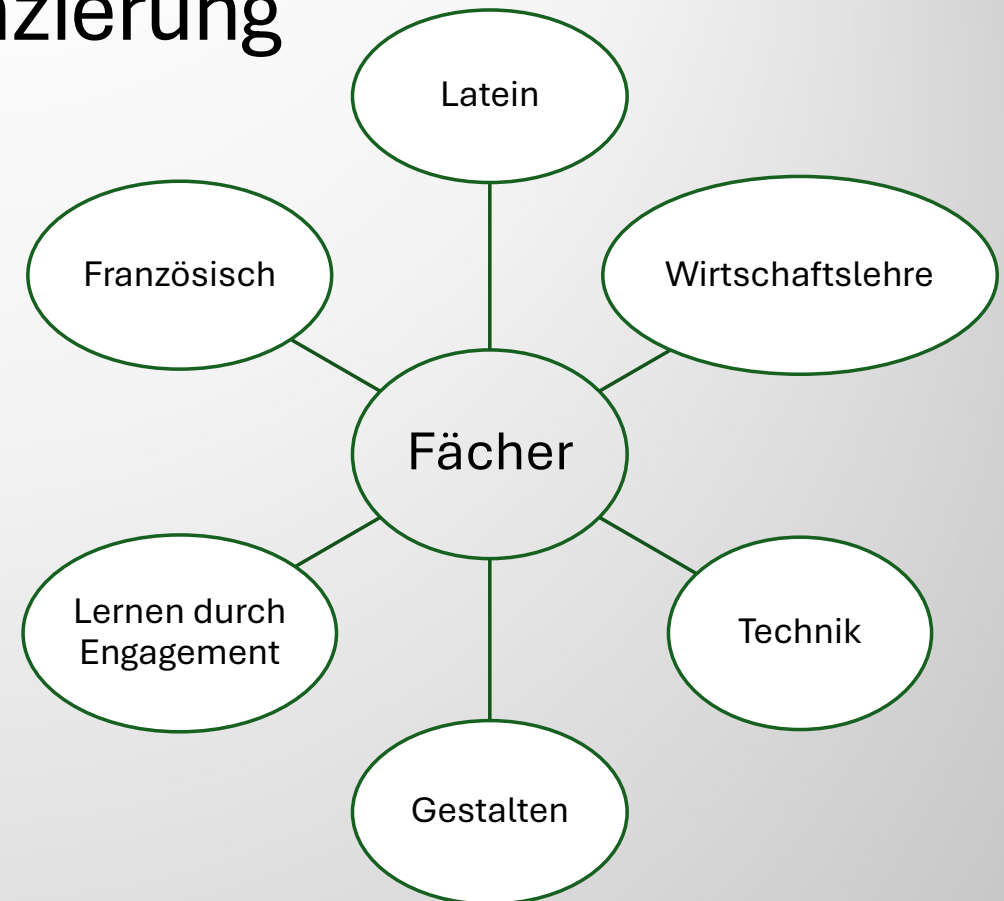 nzierung
Latein
Französisch
Wirtschaftslehre
Fächer
Lernen durch
Engagement
Technik
Gestalten